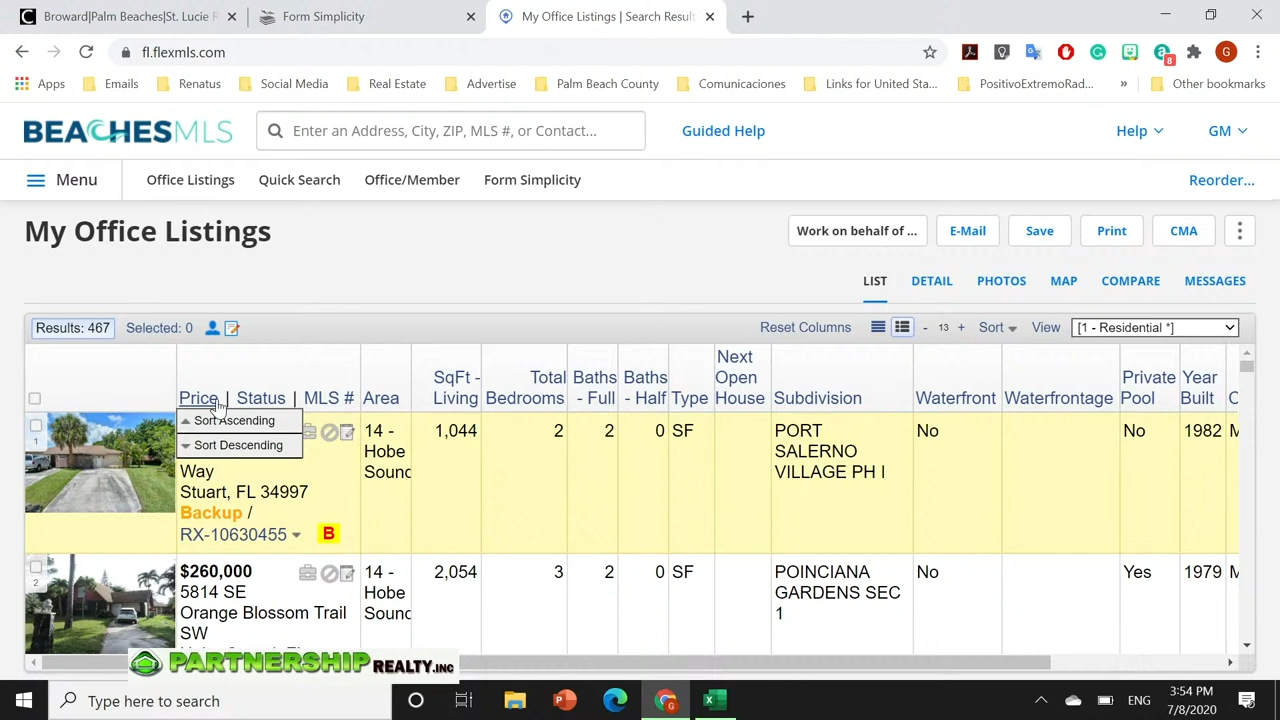 Broward|Palm Beaches|St. Lucie
Form Simplicity
My Office Listings | Search Result
fl.flexmls.com
8
G
Apps
Emails
Renatus
Social Media
Real Estate
Advertise
Palm Beach County
Comunicaciones
Links for United Sta...
PositivoExtremoRad...
»
Other bookmarks
BEACHESMLS
Enter an Address, City, ZIP, MLS #, or Contact...
Guided Help
Help
GM
Menu
Office Listings
Quick Search
Office/Member
Form Simplicity
Reorder...
My Office Listings
Work on behalf of ...
E-Mail
Save
Print
CMA
LIST
DETAIL
PHOTOS
MAP
COMPARE
MESSAGES
Results: 467
Selected: 0
Reset Columns
- 13 +
Sort
View
[1 - Residential *]
Price | Status | MLS #
Area
SqFt -
Living
Total
Bedrooms
Baths
- Full
Baths
- Half
Type
Next
Open
House
Subdivision
Waterfront
Waterfrontage
Private
Pool
Year
Built
Sort Ascending
Sort Descending
1
Way
Stuart, FL 34997
Backup /
RX-10630455
B
14 -
Hobe
Sound
1,044
2
2
0
SF
PORT
SALERNO
VILLAGE PH I
No
No
1982
2
$260,000
5814 SE
Orange Blossom Trail
SW
14 -
Hobe
Sound
2,054
3
2
0
SF
POINCIANA
GARDENS SEC
1
No
Yes
1979
PARTNERSHIP REALTY.INC
Type here to search
ENG
3:54 PM
7/8/2020